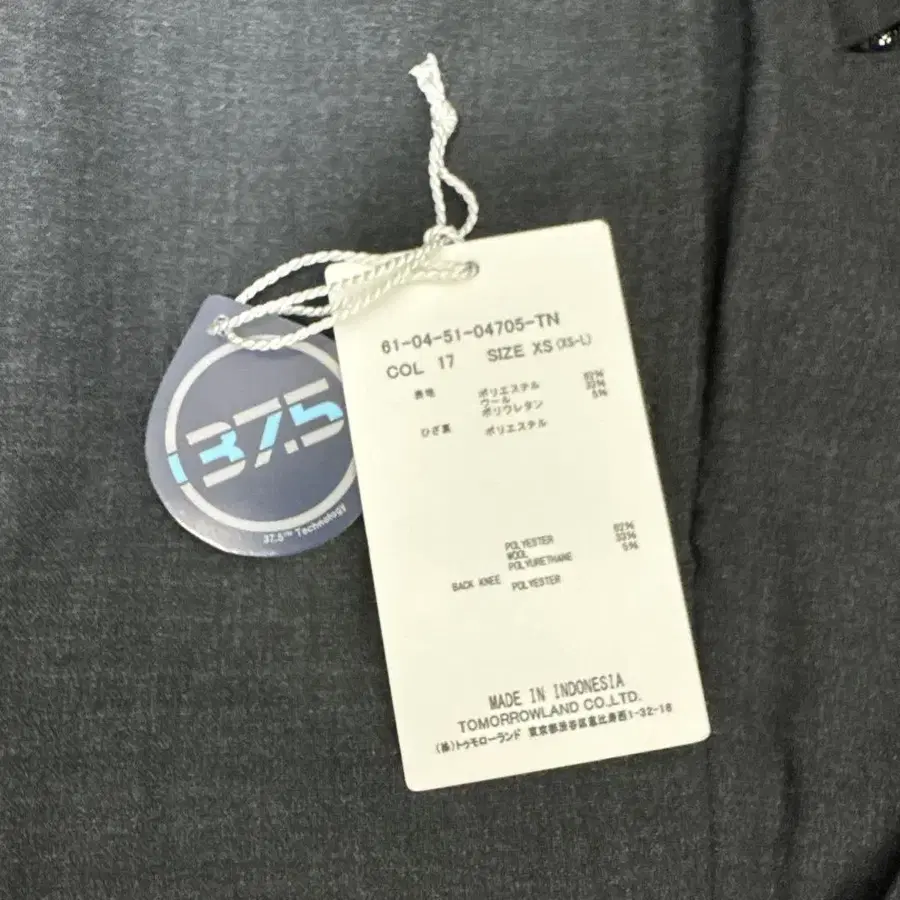 37.5
37.5™ Technology
61-04-51-04705-TN
COL 17 SIZE XS (XS-L)
表地 ポリエステル 62%
ウール 33%
ポリウレタン 5%
ひざ裏 ポリエステル
POLYESTER 62%
WOOL 33%
POLYURETHANE 5%
BACK KNEE POLYESTER
MADE IN INDONESIA
TOMORROWLAND CO.,LTD.
(株)トゥモローランド 東京都渋谷区恵比寿西1-32-18